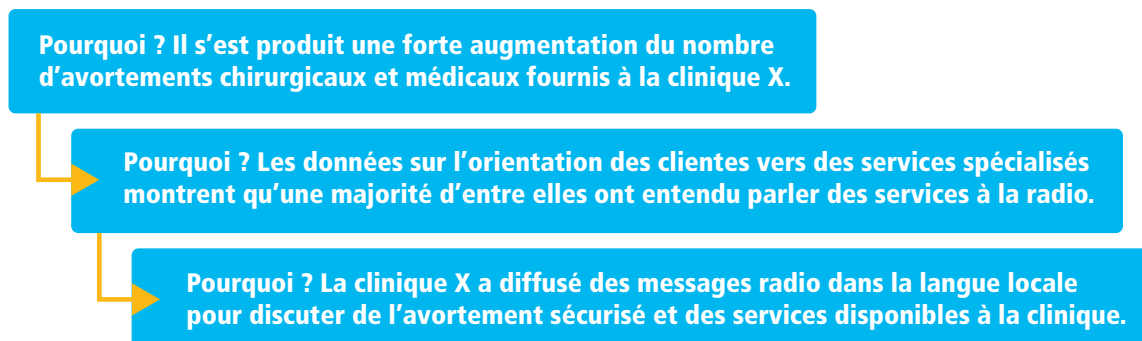 Pourquoi ? Il s’est produit une forte augmentation du nombre
d’avortements chirurgicaux et médicaux fournis à la clinique X.
Pourquoi ? Les données sur l’orientation des clientes vers des services spécialisés
montrent qu’une majorité d’entre elles ont entendu parler des services à la radio.
Pourquoi ? La clinique X a diffusé des messages radio dans la langue locale
pour discuter de l’avortement sécurisé et des services disponibles à la clinique.